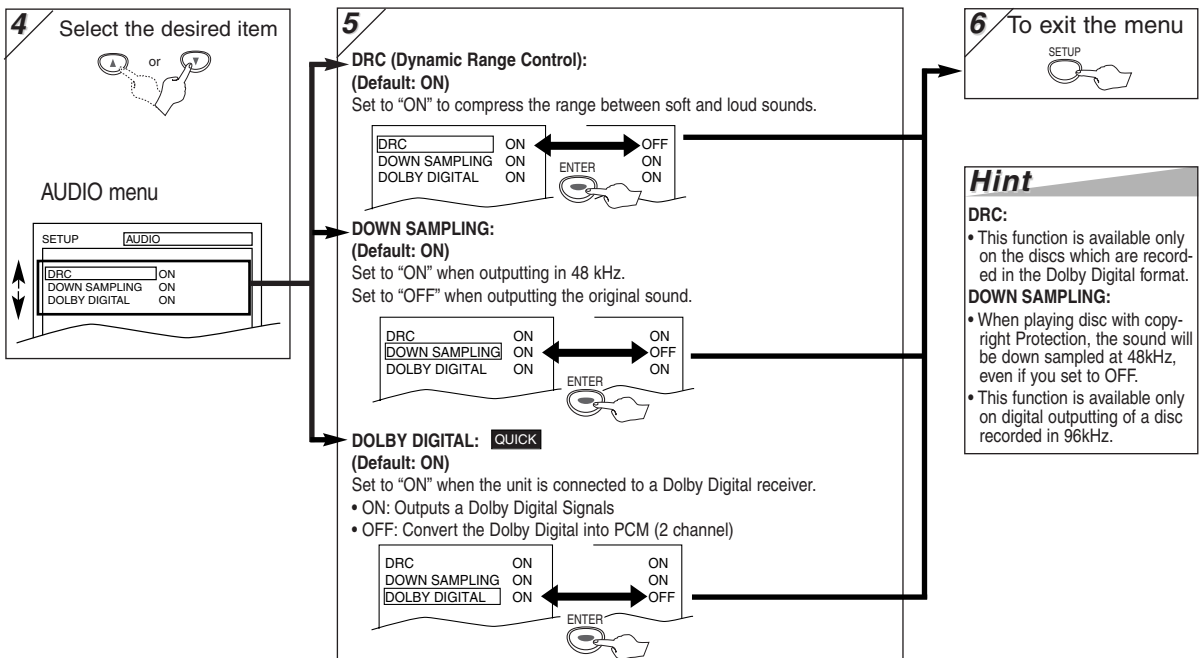 4 Select the desired item
▲ or ▼
AUDIO menu
SETUP AUDIO
DRC ON
DOWN SAMPLING ON
DOLBY DIGITAL ON
5
DRC (Dynamic Range Control):
(Default: ON)
Set to “ON” to compress the range between soft and loud sounds.
DRC ON OFF
DOWN SAMPLING ON ON
DOLBY DIGITAL ON ON
ENTER
DOWN SAMPLING:
(Default: ON)
Set to “ON” when outputting in 48 kHz.
Set to “OFF” when outputting the original sound.
DRC ON ON
DOWN SAMPLING ON OFF
DOLBY DIGITAL ON ON
ENTER
DOLBY DIGITAL: QUICK
(Default: ON)
Set to “ON” when the unit is connected to a Dolby Digital receiver.
• ON: Outputs a Dolby Digital Signals
• OFF: Convert the Dolby Digital into PCM (2 channel)
DRC ON ON
DOWN SAMPLING ON ON
DOLBY DIGITAL ON OFF
ENTER
6 To exit the menu
SETUP
Hint
DRC:
• This function is available only
on the discs which are record-
ed in the Dolby Digital format.
DOWN SAMPLING:
• When playing disc with copy-
right Protection, the sound will
be down sampled at 48kHz,
even if you set to OFF.
• This function is available only
on digital outputting of a disc
recorded in 96kHz.